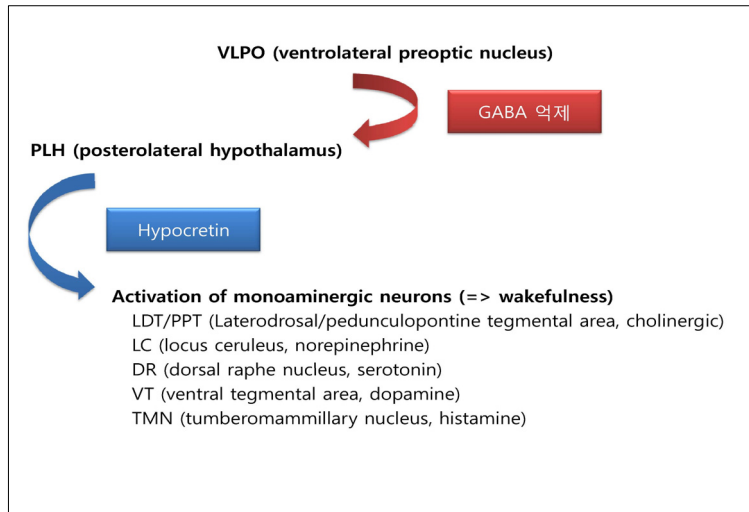 VLPO (ventrolateral preoptic nucleus)
GABA 억제
PLH (posterolateral hypothalamus)
Hypocretin
Activation of monoaminergic neurons (=> wakefulness)
LDT/PPT (Laterodrosal/pedunculopontine tegmental area, cholinergic)
LC (locus ceruleus, norepinephrine)
DR (dorsal raphe nucleus, serotonin)
VT (ventral tegmental area, dopamine)
TMN (tumberomammillary nucleus, histamine)